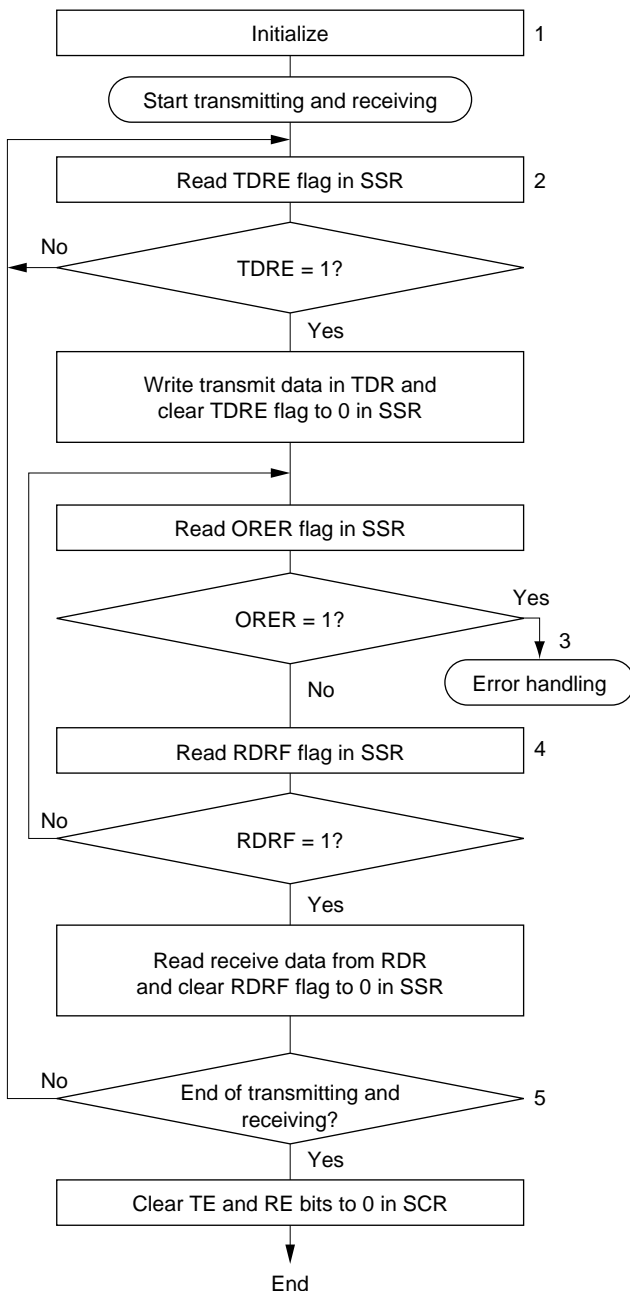 Initialize
1
Start transmitting and receiving
Read TDRE flag in SSR
2
No
TDRE = 1?
Yes
Write transmit data in TDR and
clear TDRE flag to 0 in SSR
Read ORER flag in SSR
Yes
ORER = 1?
3
Error handling
No
Read RDRF flag in SSR
4
No
RDRF = 1?
Yes
Read receive data from RDR
and clear RDRF flag to 0 in SSR
No
End of transmitting and
receiving?
5
Yes
Clear TE and RE bits to 0 in SCR
End